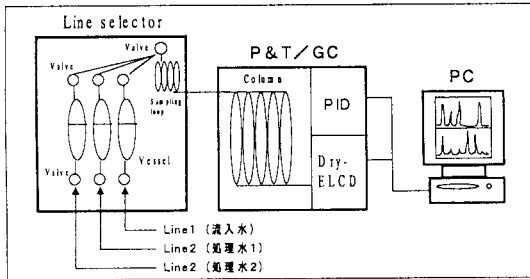 Line selector
Valve
Valve
Sampling loop
Valve
Vessel
P&T/GC
Column
PID
Dry-
ELCD
PC
Line1 (流入水)
Line2 (処理水1)
Line2 (処理水2)